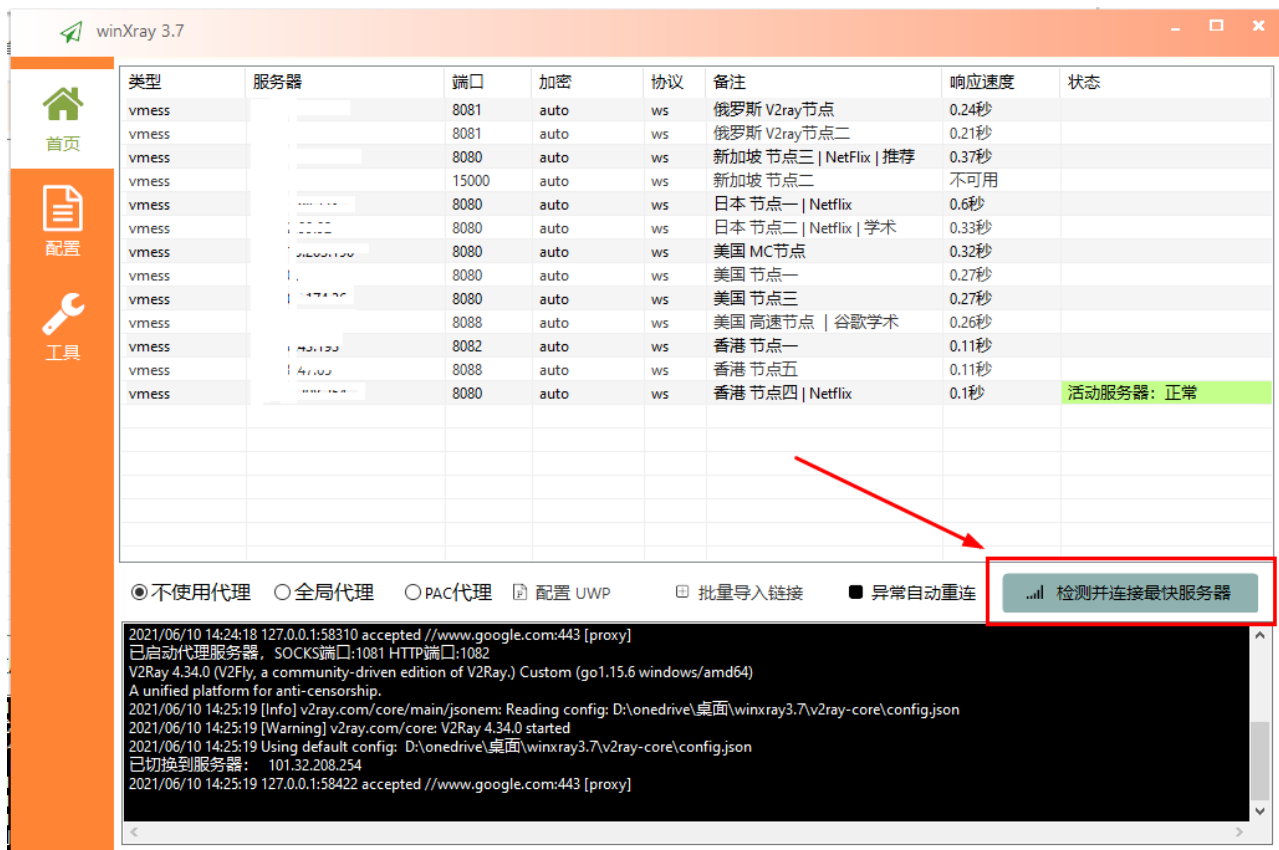 winXray 3.7
首页
配置
工具
类型 服务器 端口 加密 协议 备注 响应速度 状态
vmess 8081 auto ws 俄罗斯 V2ray节点 0.24秒
vmess 8081 auto ws 俄罗斯 V2ray节点二 0.21秒
vmess 8080 auto ws 新加坡 节点三 | NetFlix | 推荐 0.37秒
vmess 15000 auto ws 新加坡 节点二 不可用
vmess 8080 auto ws 日本 节点一 | Netflix 0.6秒
vmess 8080 auto ws 日本 节点二 | Netflix | 学术 0.33秒
vmess 8080 auto ws 美国 MC节点 0.32秒
vmess 8080 auto ws 美国 节点一 0.27秒
vmess 8080 auto ws 美国 节点三 0.27秒
vmess 8088 auto ws 美国 高速节点 | 谷歌学术 0.26秒
vmess 8082 auto ws 香港 节点一 0.11秒
vmess 8088 auto ws 香港 节点五 0.11秒
vmess 8080 auto ws 香港 节点四 | Netflix 0.1秒 活动服务器：正常
不使用代理 全局代理 PAC代理 配置 UWP 批量导入链接 异常自动重连 检测并连接最快服务器
2021/06/10 14:24:18 127.0.0.1:58310 accepted //www.google.com:443 [proxy]
已启动代理服务器，SOCKS端口:1081 HTTP端口:1082
V2Ray 4.34.0 (V2Fly, a community-driven edition of V2Ray.) Custom (go1.15.6 windows/amd64)
A unified platform for anti-censorship.
2021/06/10 14:25:19 [Info] v2ray.com/core/main/jsonem: Reading config: D:\onedrive\桌面\winxray3.7\v2ray-core\config.json
2021/06/10 14:25:19 [Warning] v2ray.com/core: V2Ray 4.34.0 started
2021/06/10 14:25:19 Using default config: D:\onedrive\桌面\winxray3.7\v2ray-core\config.json
已切换到服务器： 101.32.208.254
2021/06/10 14:25:19 127.0.0.1:58422 accepted //www.google.com:443 [proxy]